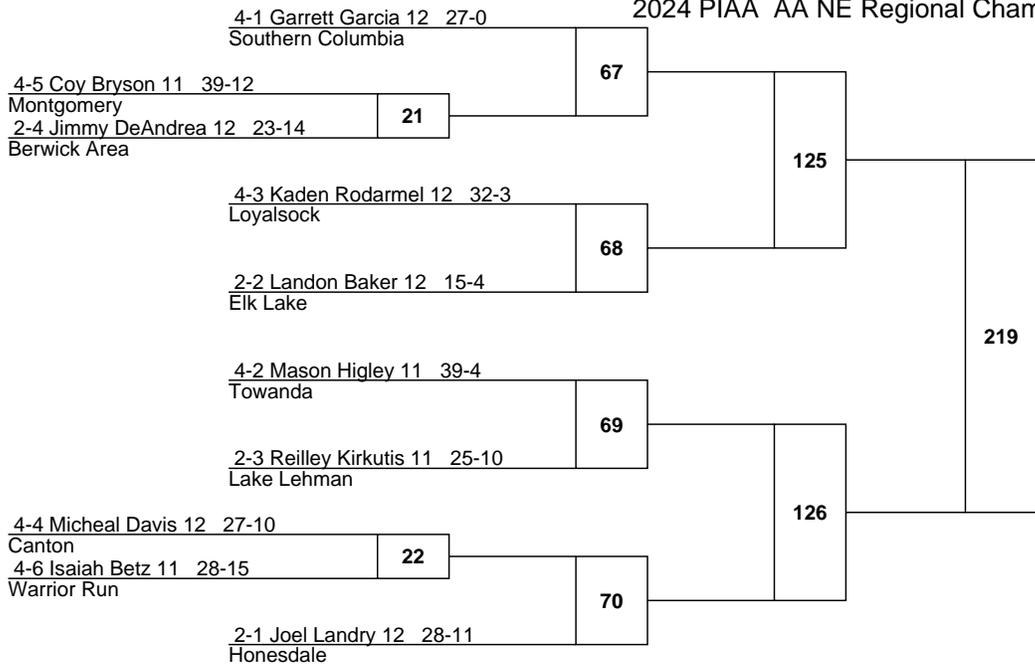 2024 PIAA  AA NE Regional Cham
4-1 Garrett Garcia 12   27-0
Southern Columbia
67
4-5 Coy Bryson 11   39-12
Montgomery
21
2-4 Jimmy DeAndrea 12   23-14
Berwick Area
125
4-3 Kaden Rodarmel 12   32-3
Loyalsock
68
2-2 Landon Baker 12   15-4
Elk Lake
219
4-2 Mason Higley 11   39-4
Towanda
69
2-3 Reilley Kirkutis 11   25-10
Lake Lehman
126
4-4 Micheal Davis 12   27-10
Canton
22
4-6 Isaiah Betz 11   28-15
Warrior Run
70
2-1 Joel Landry 12   28-11
Honesdale